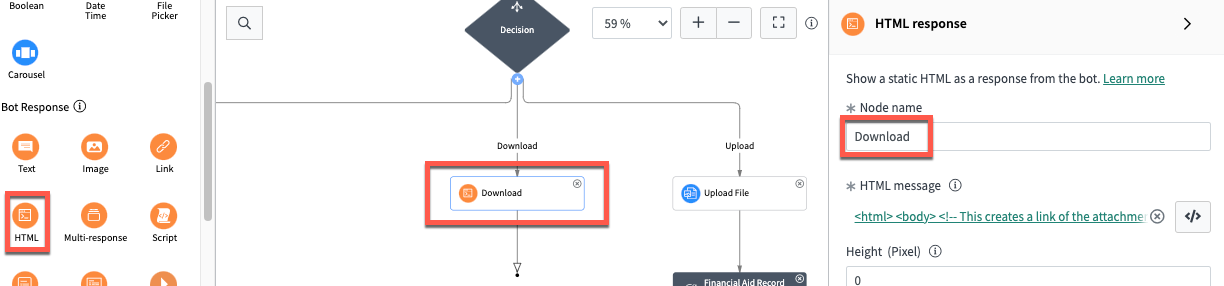 Boolean
Date
Time
File
Picker
Carousel
Bot Response
Text
Image
Link
HTML
Multi-response
Script
Decision
59 %
Download
Upload
Download
Upload File
Financial Aid Record
HTML response
Show a static HTML as a response from the bot. Learn more
Node name
Download
HTML message
<html> <body> <!-- This creates a link of the attachme
Height (Pixel)
0